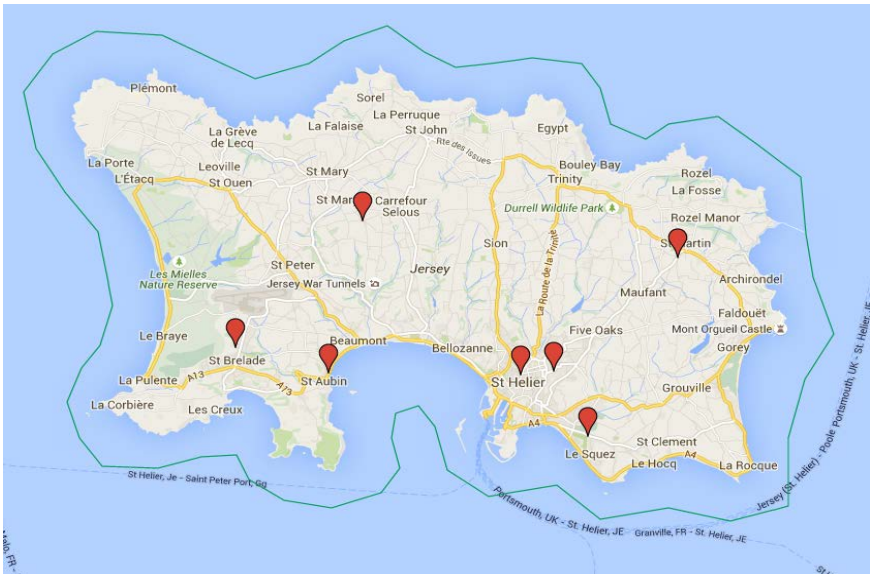 Plémont
Sorel
La Perruque
La Falaise
St John
La Grève
de Lecq
Egypt
Rte des Issues
La Porte
Leoville
St Mary
Bouley Bay
Trinity
Rozel
L'Étacq
St Ouen
La Fosse
St Mar
Carrefour
Selous
Durrell Wildlife Park
Rozel Manor
Sion
St Martin
St Peter
Jersey
La Route de la Trinité
Les Mielles
Nature Reserve
Jersey War Tunnels
Archirondel
Maufant
Faldouët
Le Braye
Beaumont
Bellozanne
Five Oaks
Mont Orgueil Castle
Gorey
St Brelade
La Pulente
A13
A13
St Aubin
St Helier
Grouville
La Corbière
Les Creux
A4
St Clement
Le Squez
Le Hocq
A4
La Rocque
St Helier, Je - Saint Peter Port, Gg
Portsmouth, UK - St. Helier, JE
Granville, FR - St. Helier, JE
Jersey (St. Helier) - Poole
Portsmouth, UK - St. Helier, JE
Malo, FR -